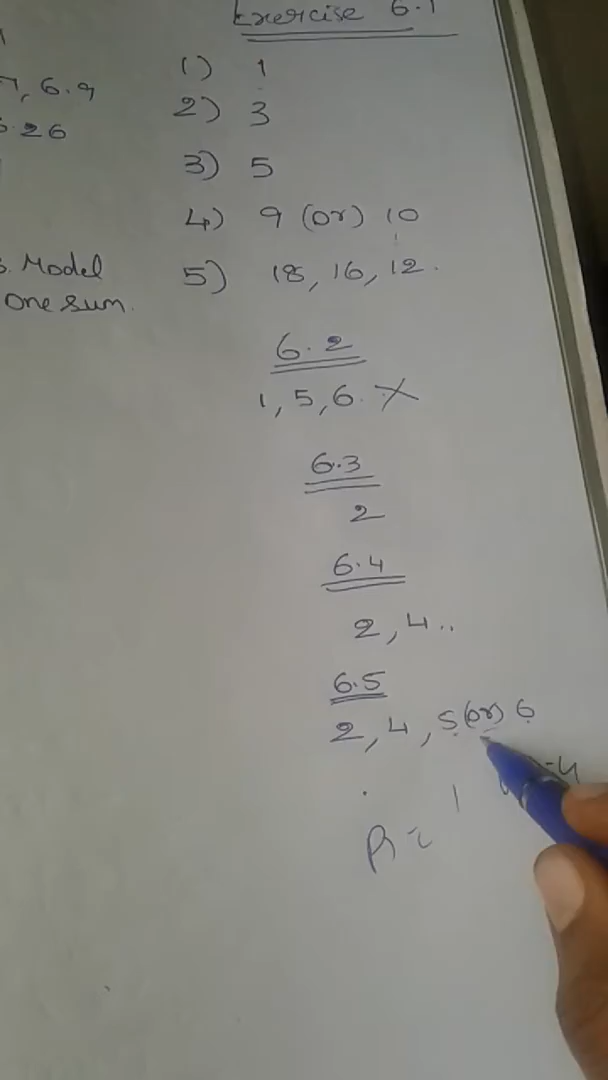 Exercise 6.1
1) 1
6.9
2) 3
26
3) 5
4) 9 (or) 10
Model
5) 18, 16, 12.
One sum.
6.2
1, 5, 6. X
6.3
2
6.4
2, 4..
6.5
2, 4, 5 (or) 6